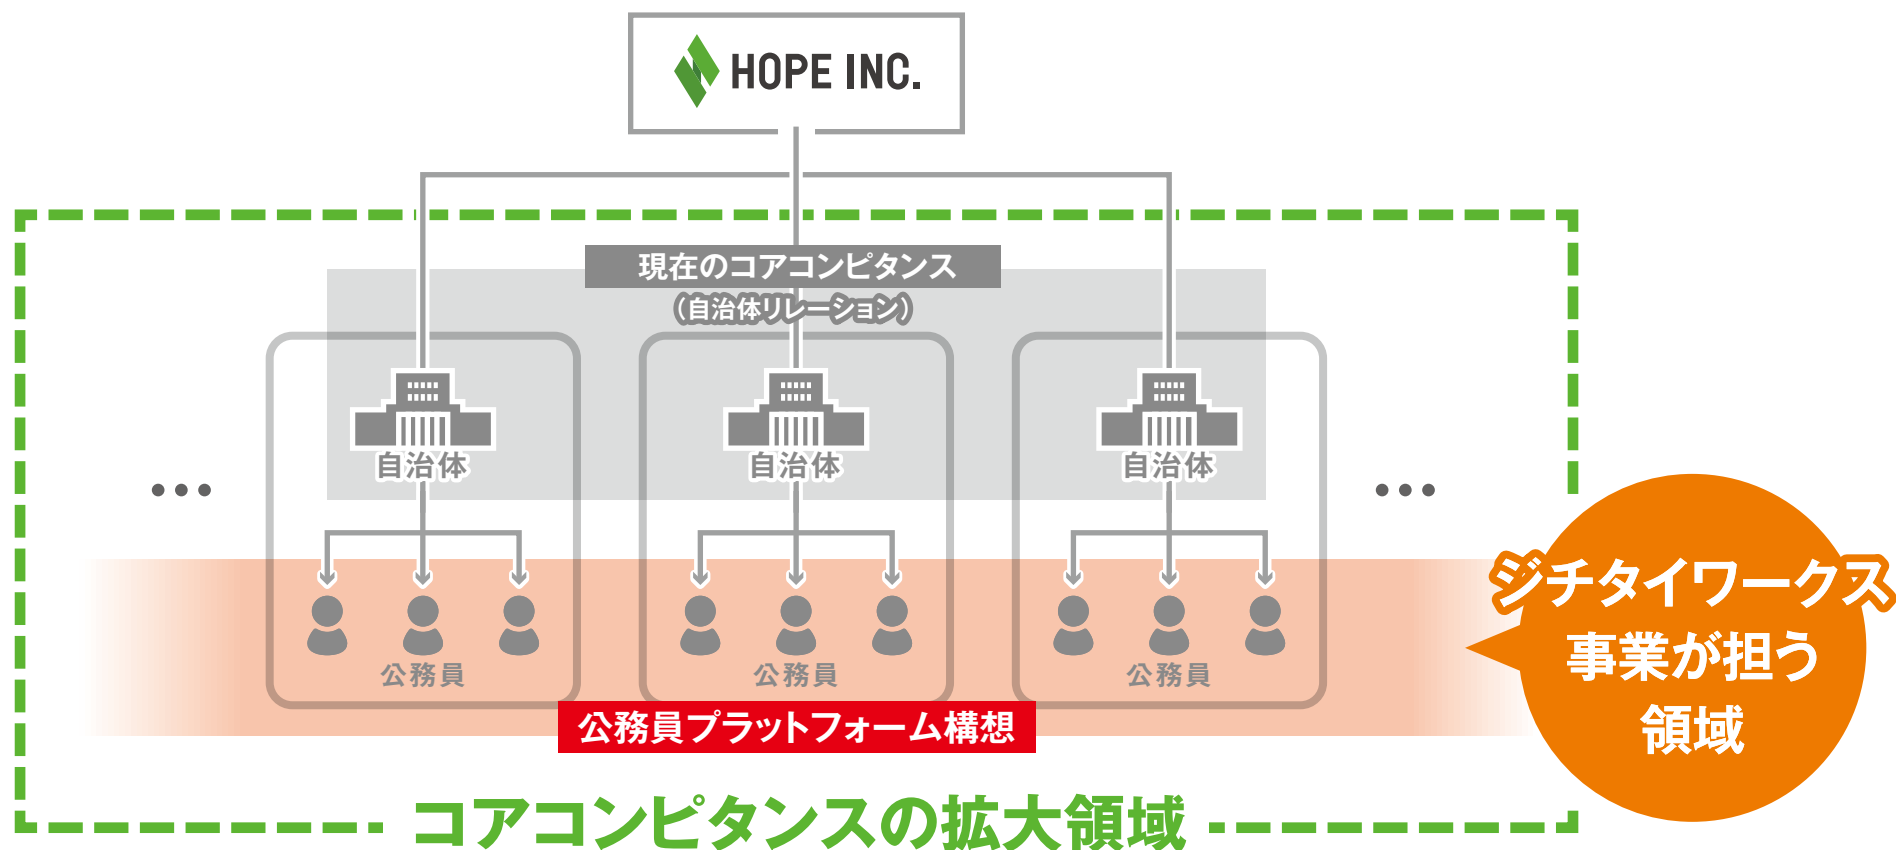 HOPE INC.
現在のコアコンピタンス
(自治体リレーション)
自治体
自治体
自治体
公務員
公務員
公務員
公務員プラットフォーム構想
ジチタイワークス
事業が担う
領域
コアコンピタンスの拡大領域